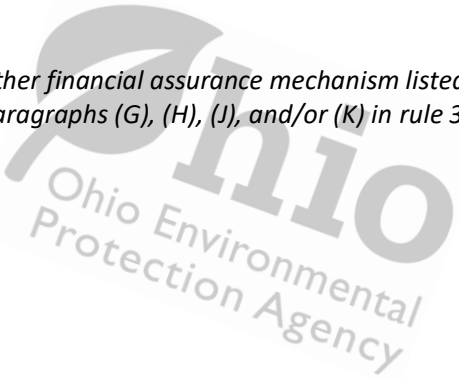 ther financial assurance mechanism listed
aragraphs (G), (H), (J), and/or (K) in rule 3
Ohio
Ohio Environmental
Protection Agency